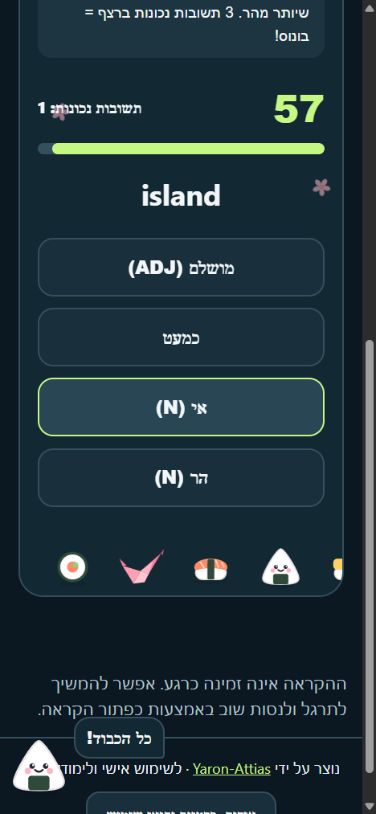 שיותר מהר. 3 תשובות נכונות ברצף =
בונוס!
57
תשובות נכונות: 1
island
מושלם (ADJ)
כמעט
אי (N)
הר (N)
ההקראה אינה זמינה כרגע. אפשר להמשיך
לתרגל ולנסות שוב באמצעות כפתור הקראה.
כל הכבוד!
נוצר על ידי Yaron-Attias · לשימוש אישי ולימודי